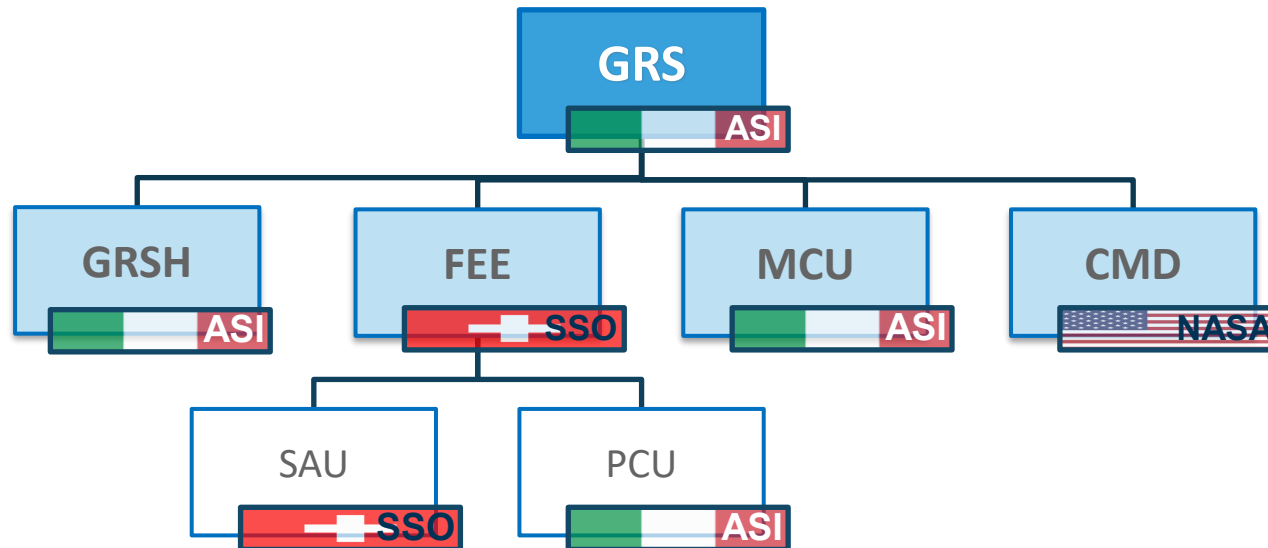 GRS
ASI
GRSH
ASI
FEE
SSO
MCU
ASI
CMD
NASA
SAU
SSO
PCU
ASI